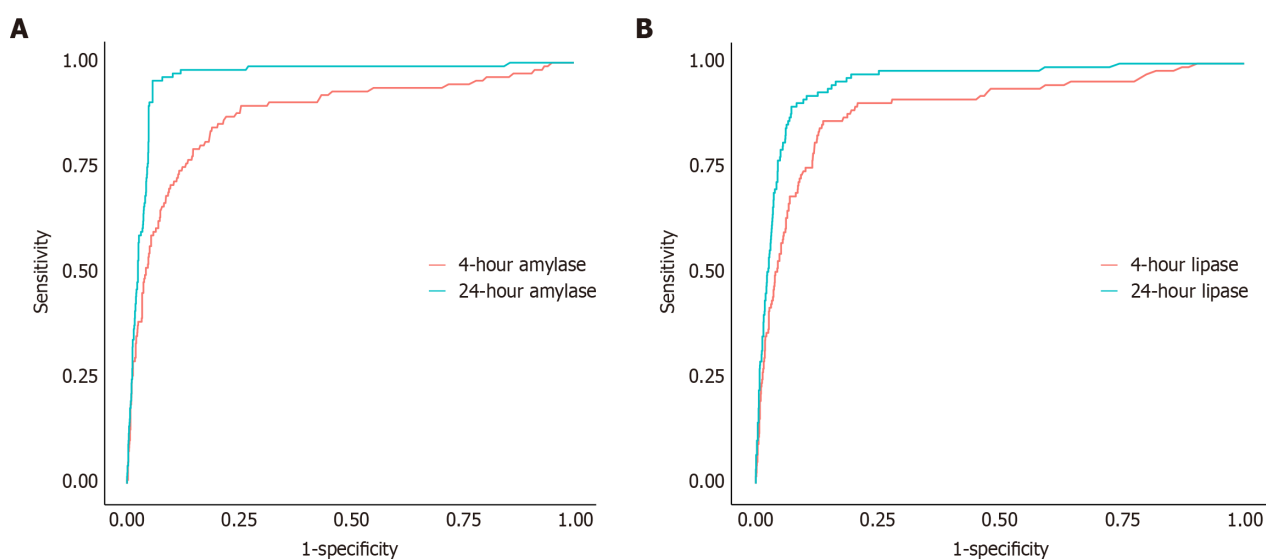 A
1.00
0.75
0.50
0.25
0.00
Sensitivity
4-hour amylase
24-hour amylase
0.00 0.25 0.50 0.75 1.00
1-specificity
B
1.00
0.75
0.50
0.25
0.00
Sensitivity
4-hour lipase
24-hour lipase
0.00 0.25 0.50 0.75 1.00
1-specificity